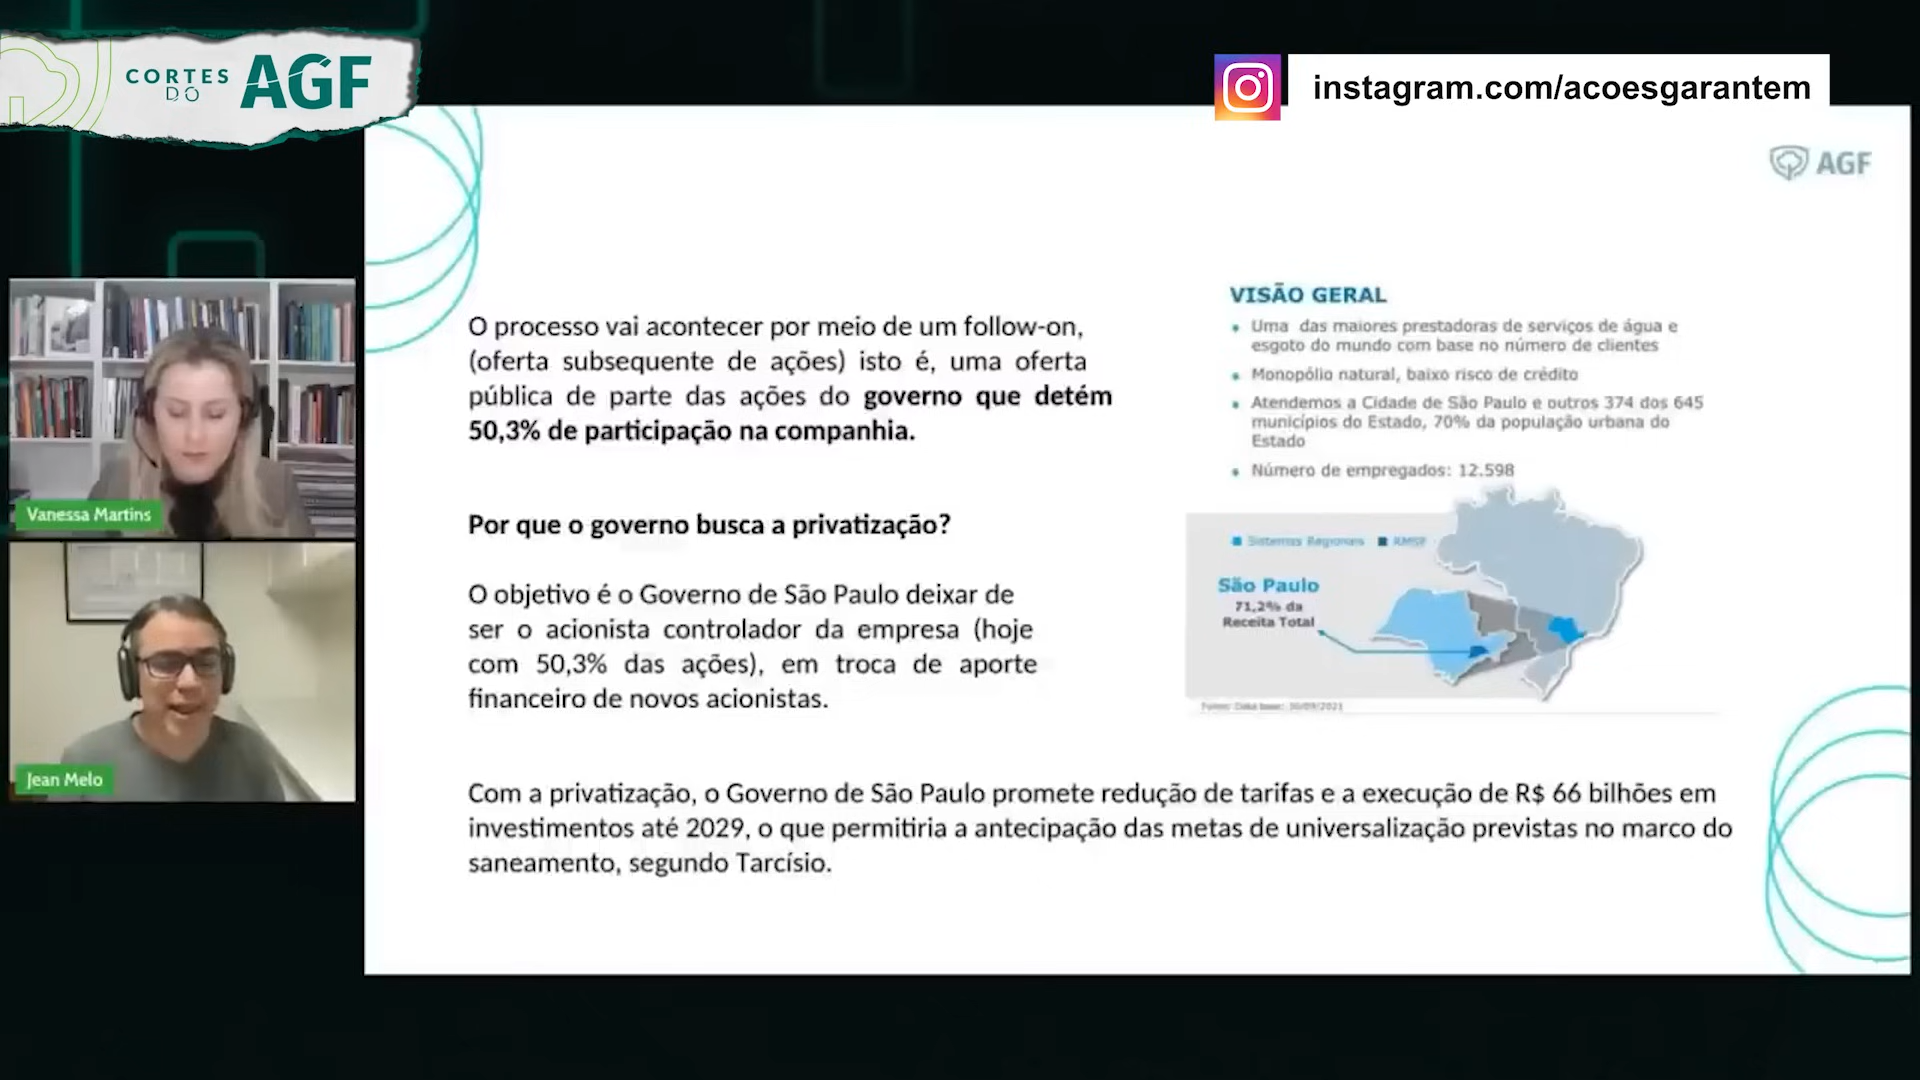 CORTES
DO
AGF
instagram.com/acoesgarantem
AGF
O processo vai acontecer por meio de um follow-on,
(oferta subsequente de ações) isto é, uma oferta
pública de parte das ações do governo que detém
50,3% de participação na companhia.
Por que o governo busca a privatização?
O objetivo é o Governo de São Paulo deixar de
ser o acionista controlador da empresa (hoje
com 50,3% das ações), em troca de aporte
financeiro de novos acionistas.
Com a privatização, o Governo de São Paulo promete redução de tarifas e a execução de R$ 66 bilhões em
investimentos até 2029, o que permitiria a antecipação das metas de universalização previstas no marco do
saneamento, segundo Tarcísio.
VISÃO GERAL
• Uma das maiores prestadoras de serviços de água e
esgoto do mundo com base no número de clientes
• Monopólio natural, baixo risco de crédito
• Atendemos a Cidade de São Paulo e outros 374 dos 645
municípios do Estado, 70% da população urbana do
Estado
• Número de empregados: 12.598
Sistemas Regionais RMSP
São Paulo
71,2% da
Receita Total
Fonte: Data base: 30/09/2021
Vanessa Martins
Jean Melo